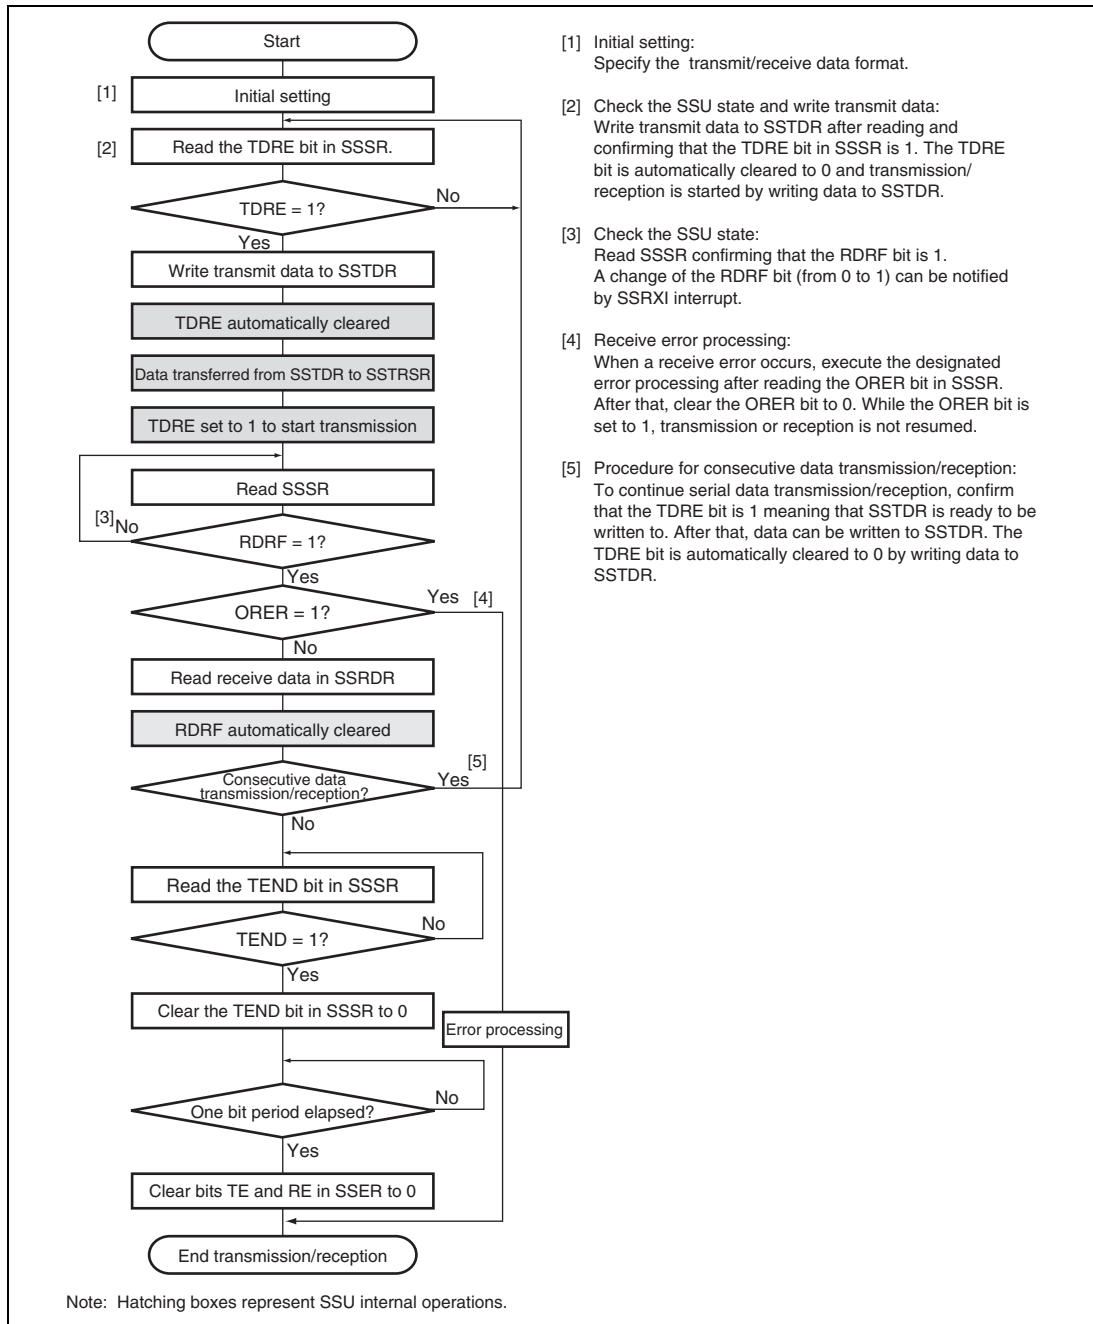 Start
[1] Initial setting
[2] Read the TDRE bit in SSSR.
TDRE = 1?
No
Yes
Write transmit data to SSTDR
TDRE automatically cleared
Data transferred from SSTDR to SSTRSR
TDRE set to 1 to start transmission
Read SSSR
[3]
No
RDRF = 1?
Yes
ORER = 1?
Yes [4]
No
Read receive data in SSRDR
RDRF automatically cleared
Consecutive data
transmission/reception?
[5]
Yes
No
Read the TEND bit in SSSR
TEND = 1?
No
Yes
Clear the TEND bit in SSSR to 0
Error processing
One bit period elapsed?
No
Yes
Clear bits TE and RE in SSER to 0
End transmission/reception
[1] Initial setting:
Specify the transmit/receive data format.
[2] Check the SSU state and write transmit data:
Write transmit data to SSTDR after reading and
confirming that the TDRE bit in SSSR is 1. The TDRE
bit is automatically cleared to 0 and transmission/
reception is started by writing data to SSTDR.
[3] Check the SSU state:
Read SSSR confirming that the RDRF bit is 1.
A change of the RDRF bit (from 0 to 1) can be notified
by SSRXI interrupt.
[4] Receive error processing:
When a receive error occurs, execute the designated
error processing after reading the ORER bit in SSSR.
After that, clear the ORER bit to 0. While the ORER bit is
set to 1, transmission or reception is not resumed.
[5] Procedure for consecutive data transmission/reception:
To continue serial data transmission/reception, confirm
that the TDRE bit is 1 meaning that SSTDR is ready to be
written to. After that, data can be written to SSTDR. The
TDRE bit is automatically cleared to 0 by writing data to
SSTDR.
Note: Hatching boxes represent SSU internal operations.